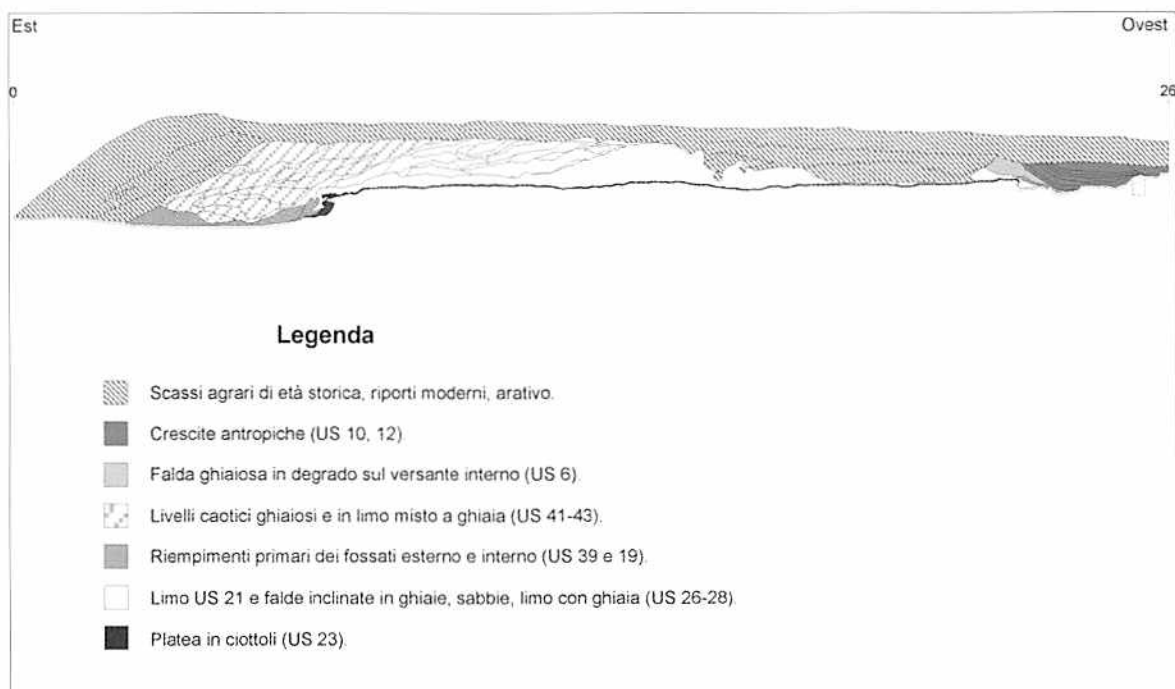 Est
Ovest
0
26
Legenda
Scassi agrari di età storica, riporti moderni, arativo.
Crescite antropiche (US 10, 12)
Falda ghiaiosa in degrado sul versante interno (US 6).
Livelli caotici ghiaiosi e in limo misto a ghiaia (US 41-43).
Riempimenti primari dei fossati esterno e interno (US 39 e 19).
Limo US 21 e falde inclinate in ghiaie, sabbie, limo con ghiaia (US 26-28)
Platea in ciottoli (US 23).